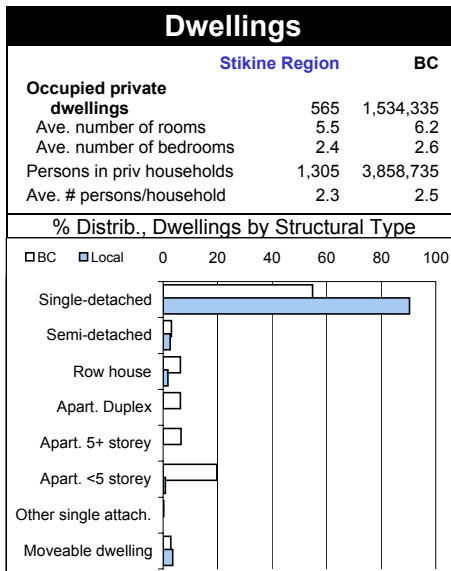 Dwellings
Stikine Region BC
Occupied private
dwellings 565 1,534,335
Ave. number of rooms 5.5 6.2
Ave. number of bedrooms 2.4 2.6
Persons in priv households 1,305 3,858,735
Ave. # persons/household 2.3 2.5
% Distrib., Dwellings by Structural Type
BC Local 0 20 40 60 80 100
Single-detached
Semi-detached
Row house
Apart. Duplex
Apart. 5+ storey
Apart. <5 storey
Other single attach.
Moveable dwelling